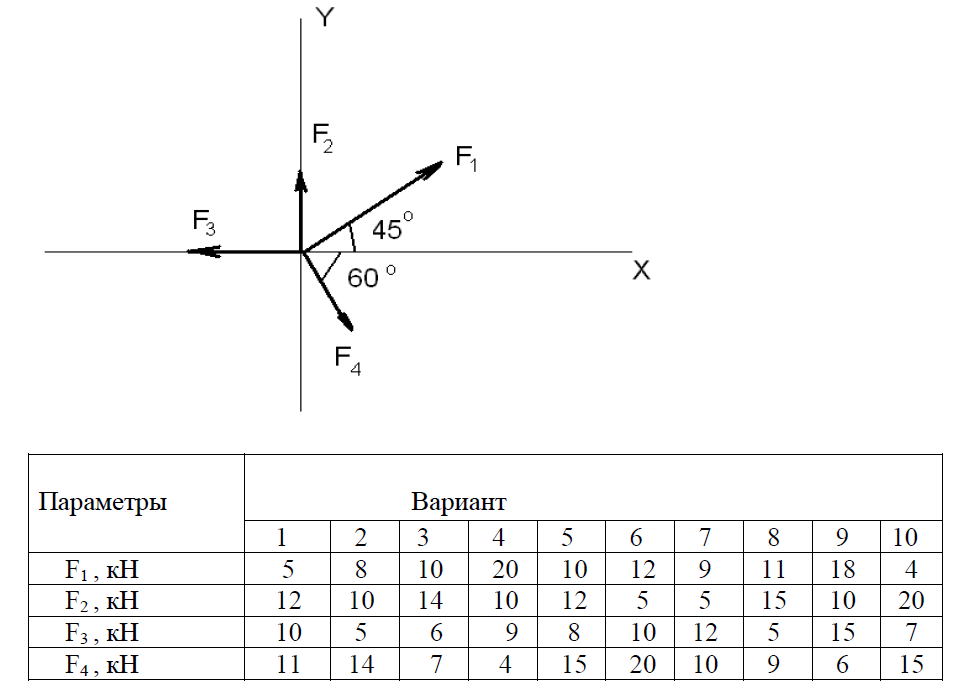 Y
F2
F1
F3
45°
60°
X
F4
Параметры Вариант
1 2 3 4 5 6 7 8 9 10
F1 , кН 5 8 10 20 10 12 9 11 18 4
F2 , кН 12 10 14 10 12 5 5 15 10 20
F3 , кН 10 5 6 9 8 10 12 5 15 7
F4 , кН 11 14 7 4 15 20 10 9 6 15